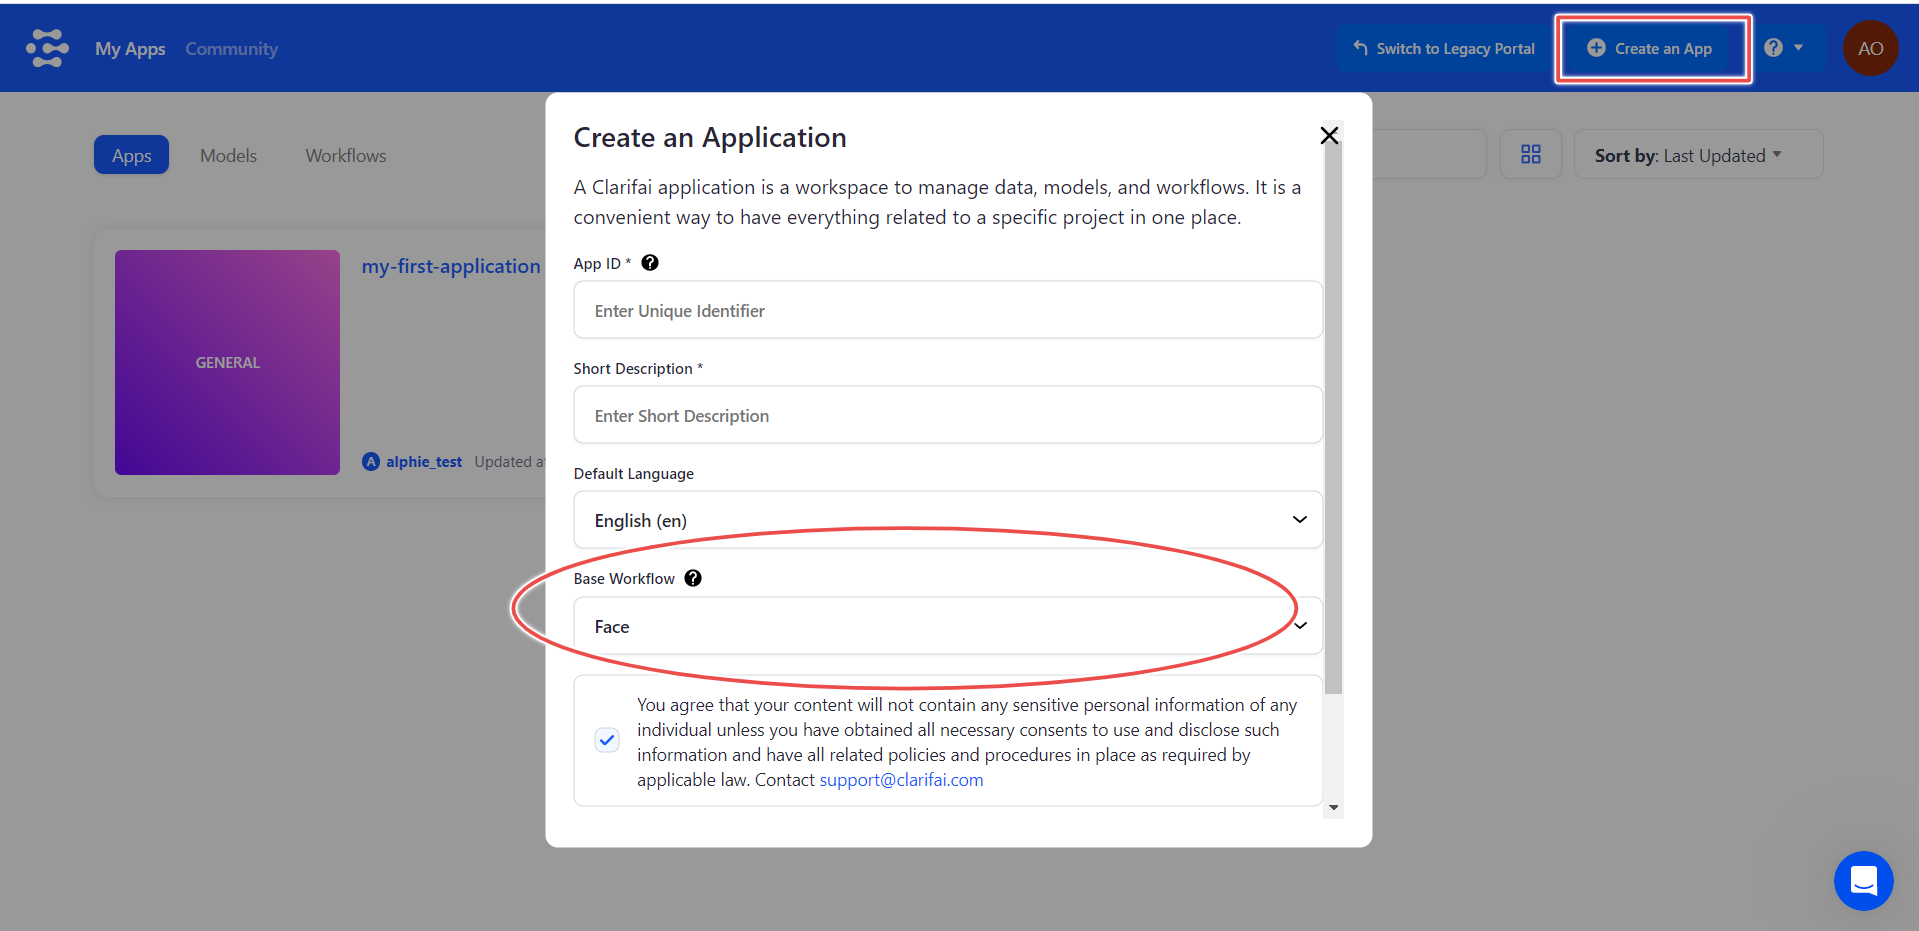 My Apps Community
Switch to Legacy Portal
Create an App
?
AO
Apps Models Workflows
Sort by: Last Updated
my-first-application
GENERAL
A alphie_test Updated a
Create an Application
A Clarifai application is a workspace to manage data, models, and workflows. It is a
convenient way to have everything related to a specific project in one place.
App ID * ?
Enter Unique Identifier
Short Description *
Enter Short Description
Default Language
English (en)
Base Workflow ?
Face
You agree that your content will not contain any sensitive personal information of any
individual unless you have obtained all necessary consents to use and disclose such
information and have all related policies and procedures in place as required by
applicable law. Contact support@clarifai.com